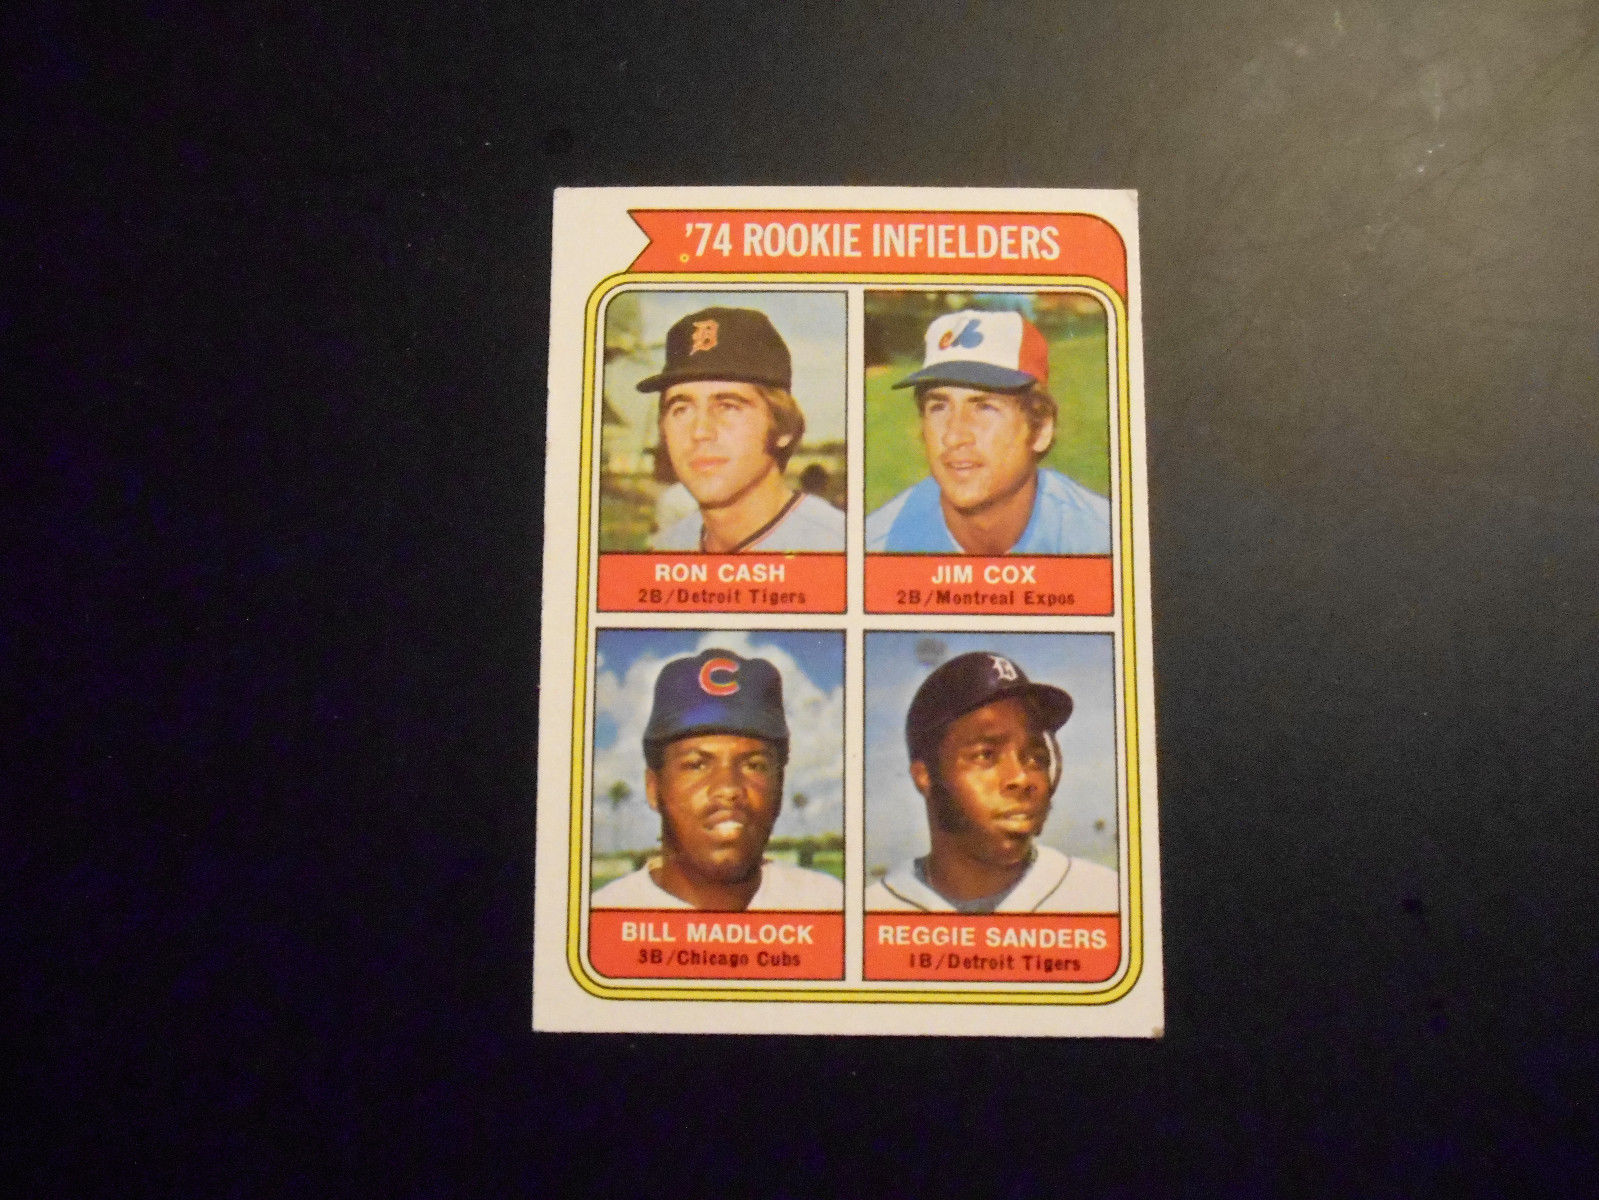 '74 ROOKIE INFIELDERS
RON CASH
2B/Detroit Tigers
JIM COX
2B/Montreal Expos
BILL MADLOCK
3B/Chicago Cubs
REGGIE SANDERS
1B/Detroit Tigers